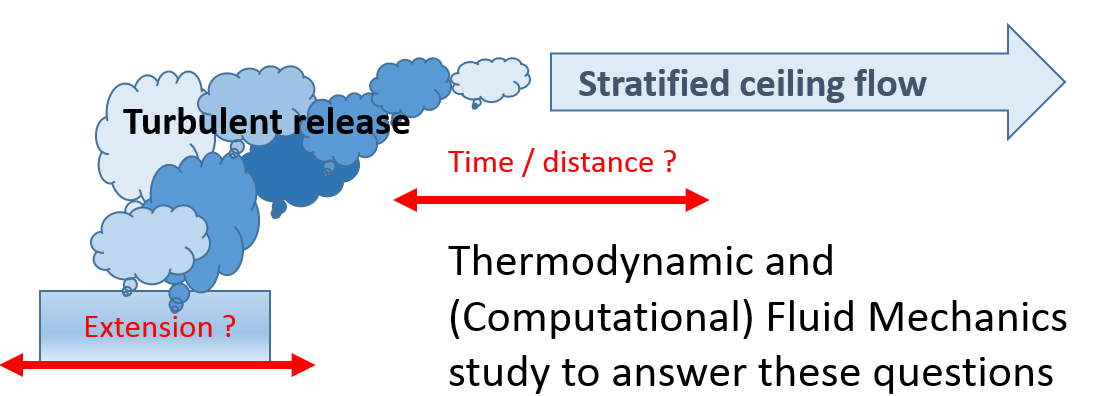 Stratified ceiling flow
Turbulent release
Time / distance ?
Thermodynamic and
(Computational) Fluid Mechanics
study to answer these questions
Extension ?